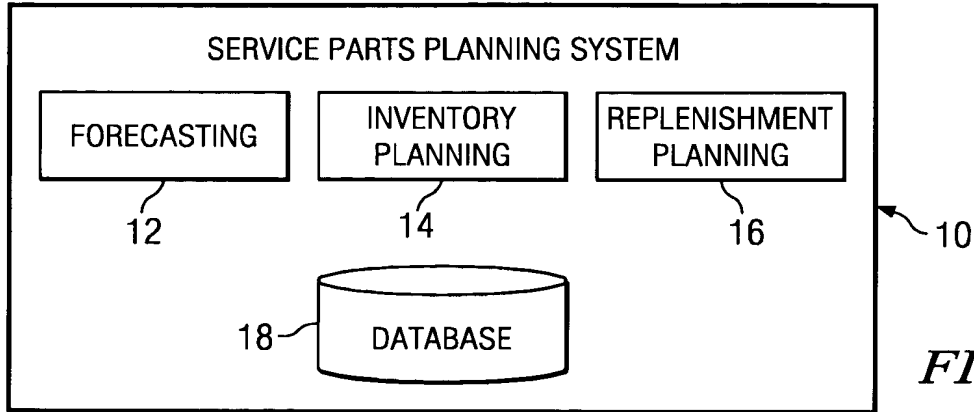 SERVICE PARTS PLANNING SYSTEM
FORECASTING
INVENTORY
PLANNING
REPLENISHMENT
PLANNING
12
14
16
10
18
DATABASE